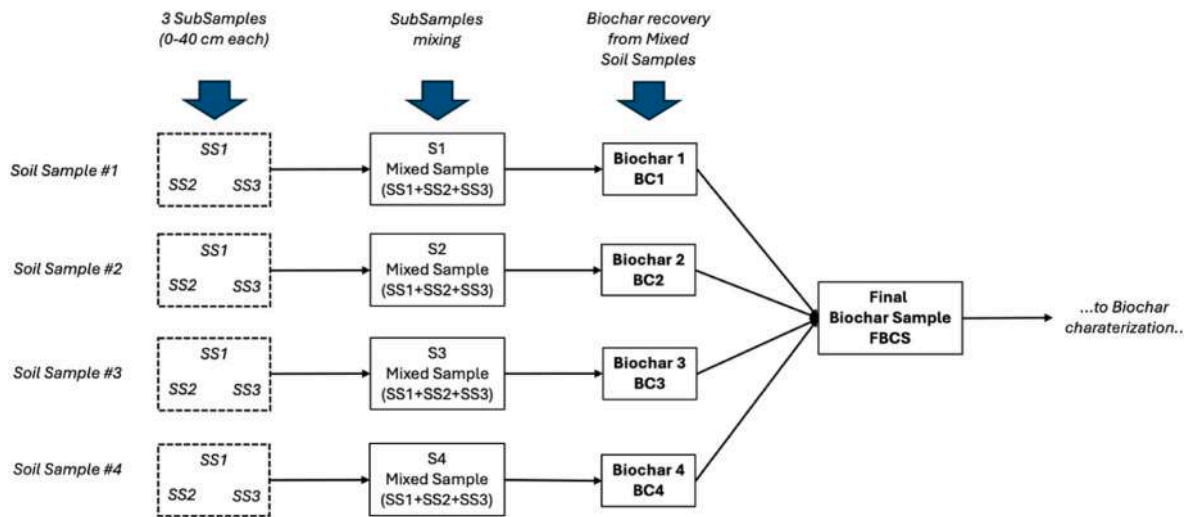 3 SubSamples
(0-40 cm each)
SubSamples
mixing
Biochar recovery
from Mixed
Soil Samples
Soil Sample #1
SS1
SS2 SS3
S1
Mixed Sample
(SS1+SS2+SS3)
Biochar 1
BC1
Soil Sample #2
SS1
SS2 SS3
S2
Mixed Sample
(SS1+SS2+SS3)
Biochar 2
BC2
Final
Biochar Sample
FBCS
...to Biochar
charaterization..
Soil Sample #3
SS1
SS2 SS3
S3
Mixed Sample
(SS1+SS2+SS3)
Biochar 3
BC3
Soil Sample #4
SS1
SS2 SS3
S4
Mixed Sample
(SS1+SS2+SS3)
Biochar 4
BC4